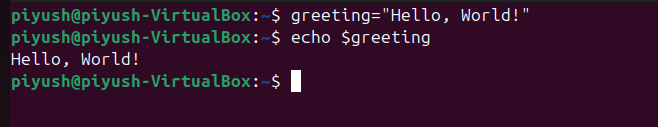 piyush@piyush-VirtualBox:~$ greeting="Hello, World!"
piyush@piyush-VirtualBox:~$ echo $greeting
Hello, World!
piyush@piyush-VirtualBox:~$